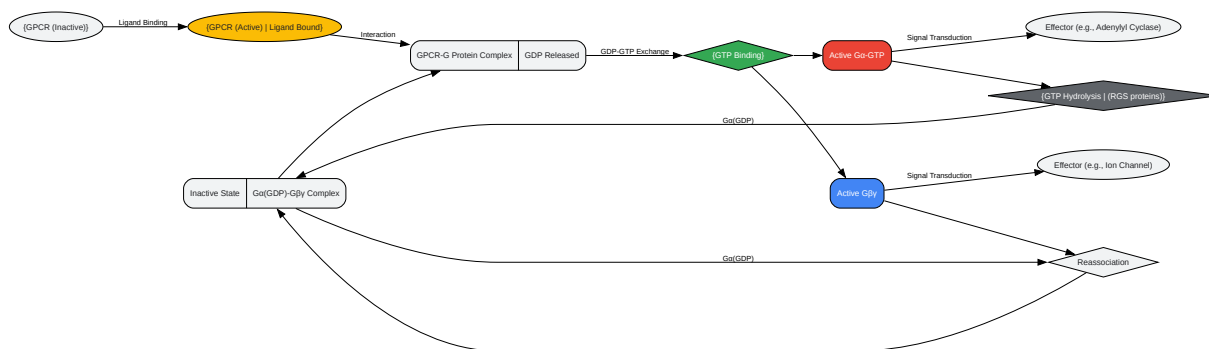 {GPCR (Inactive)}
Ligand Binding
{GPCR (Active) | Ligand Bound}
Interaction
GPCR-G Protein Complex
GDP Released
GDP-GTP Exchange
{GTP Binding}
Active Gα-GTP
Signal Transduction
Effector (e.g., Adenylyl Cyclase)
{GTP Hydrolysis | (RGS proteins)}
Gα(GDP)
Inactive State
Gα(GDP)-Gβγ Complex
Active Gβγ
Signal Transduction
Effector (e.g., Ion Channel)
Gα(GDP)
Reassociation